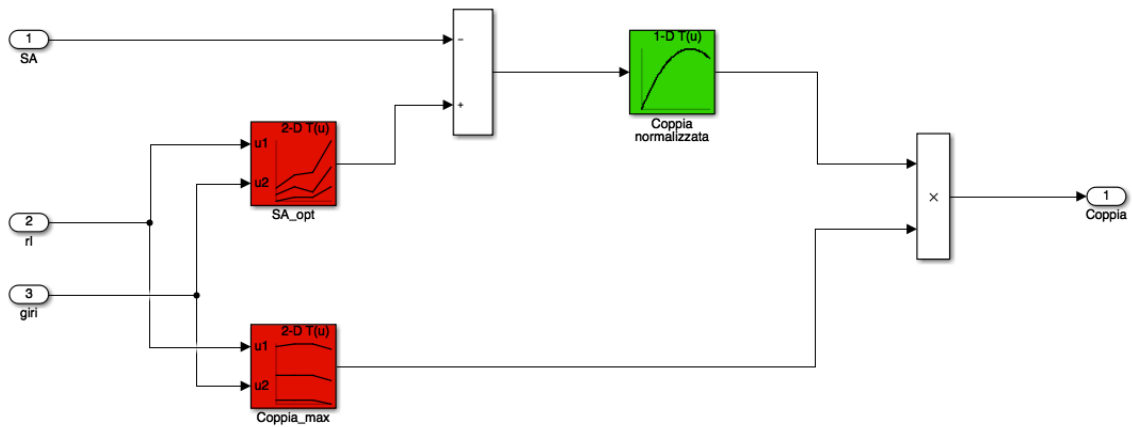 1
SA
−
+
1-D T(u)
Coppia
normalizzata
2-D T(u)
u1
u2
SA_opt
2
rl
3
giri
2-D T(u)
u1
u2
Coppia_max
×
1
Coppia